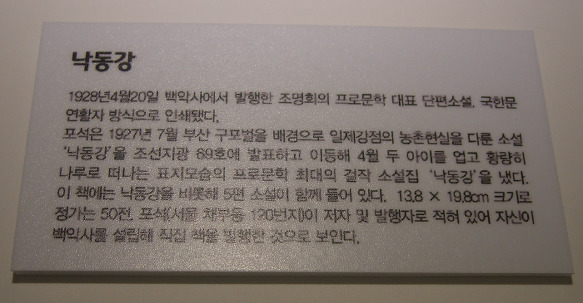 낙동강
1928년4월20일 백악사에서 발행한 조명희의 프로문학 대표 단편소설. 국한문
연활자 방식으로 인쇄됐다.
포석은 1927년 7월 부산 구포벌을 배경으로 일제강점의 농촌현실을 다룬 소설
‘낙동강’을 조선지광 69호에 발표하고 이듬해 4월 두 아이를 업고 황량히
나루로 떠나는 표지모습의 프로문학 최대의 걸작 소설집 ‘낙동강’을 냈다.
이 책에는 낙동강을 비롯해 5편 소설이 함께 들어 있다. 13.8 × 19.8cm 크기로
정가는 50전. 포석(서울 채부동 120번지)이 저자 및 발행자로 적혀 있어 자신이
백악사를 설립해 직접 책을 발행한 것으로 보인다.